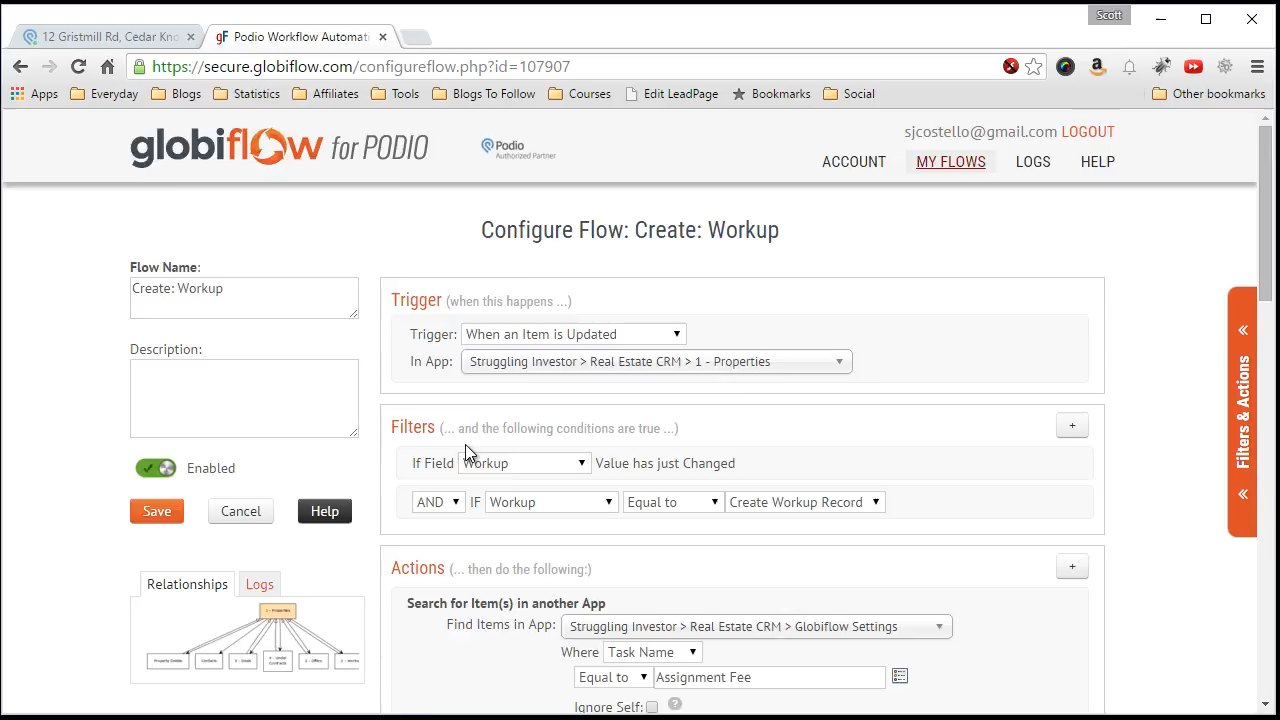 Scott
12 Gristmill Rd, Cedar Kno
gF Podio Workflow Automati
https://secure.globiflow.com/configureflow.php?id=107907
Apps Everyday Blogs Statistics Affiliates Tools Blogs To Follow Courses Edit LeadPage Bookmarks Social Other bookmarks
globiflow for PODIO
Podio
Authorized Partner
sjcostello@gmail.com LOGOUT
ACCOUNT MY FLOWS LOGS HELP
Configure Flow: Create: Workup
Flow Name:
Create: Workup
Description:
Enabled
Save Cancel Help
Relationships Logs
1 - Properties
Contacts
Trigger (when this happens ...)
Trigger: When an Item is Updated
In App: Struggling Investor > Real Estate CRM > 1 - Properties
Filters (... and the following conditions are true ...)
+
If Field Workup Value has just Changed
AND IF Workup Equal to Create Workup Record
Actions (... then do the following:)
+
Search for Item(s) in another App
Find Items in App: Struggling Investor > Real Estate CRM > Globiflow Settings
Where Task Name
Equal to Assignment Fee
Ignore Self: ?
Filters & Actions